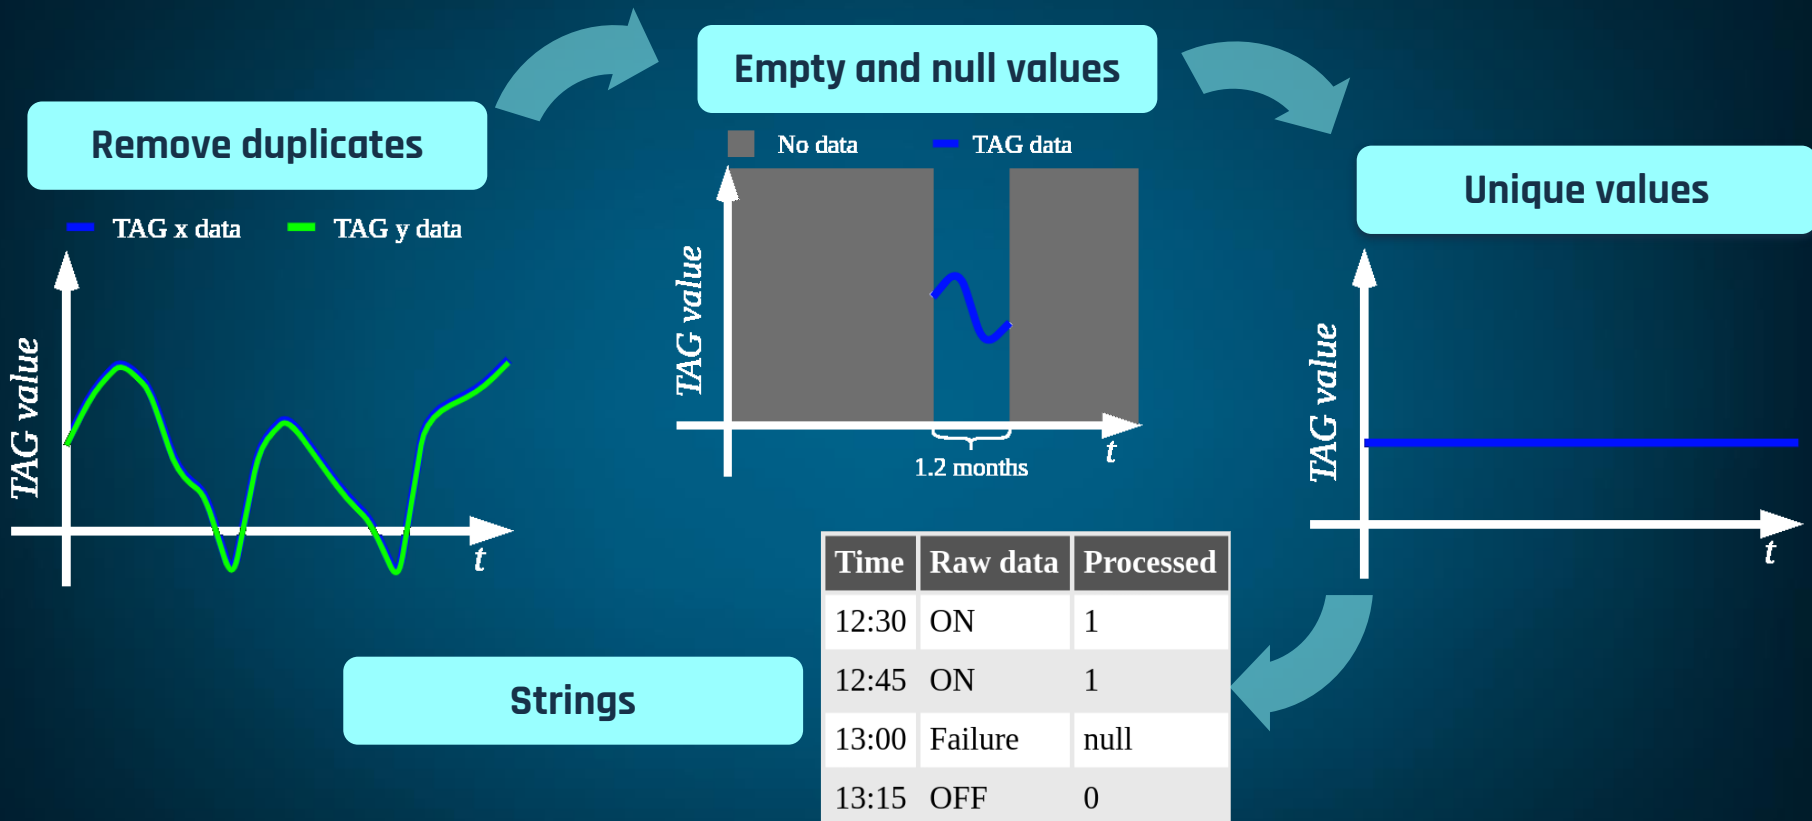 Remove duplicates
TAG x data
TAG y data
TAG value
t
Empty and null values
No data
TAG data
TAG value
t
1.2 months
Unique values
TAG value
t
Strings
Time Raw data Processed
12:30 ON 1
12:45 ON 1
13:00 Failure null
13:15 OFF 0